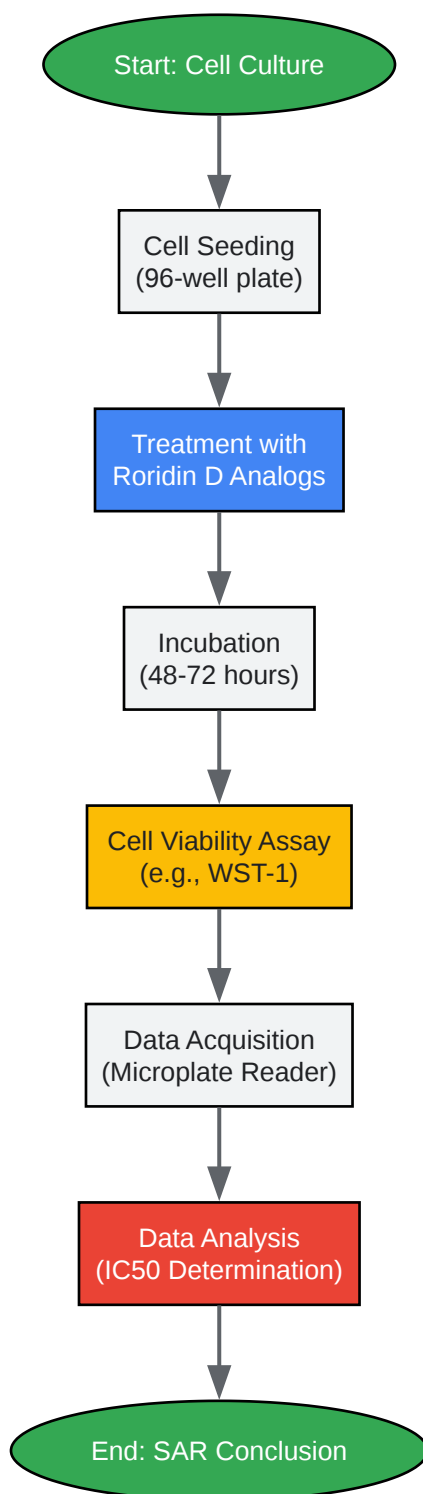 Start: Cell Culture
Cell Seeding
(96-well plate)
Treatment with
Roridin D Analogs
Incubation
(48-72 hours)
Cell Viability Assay
(e.g., WST-1)
Data Acquisition
(Microplate Reader)
Data Analysis
(IC50 Determination)
End: SAR Conclusion